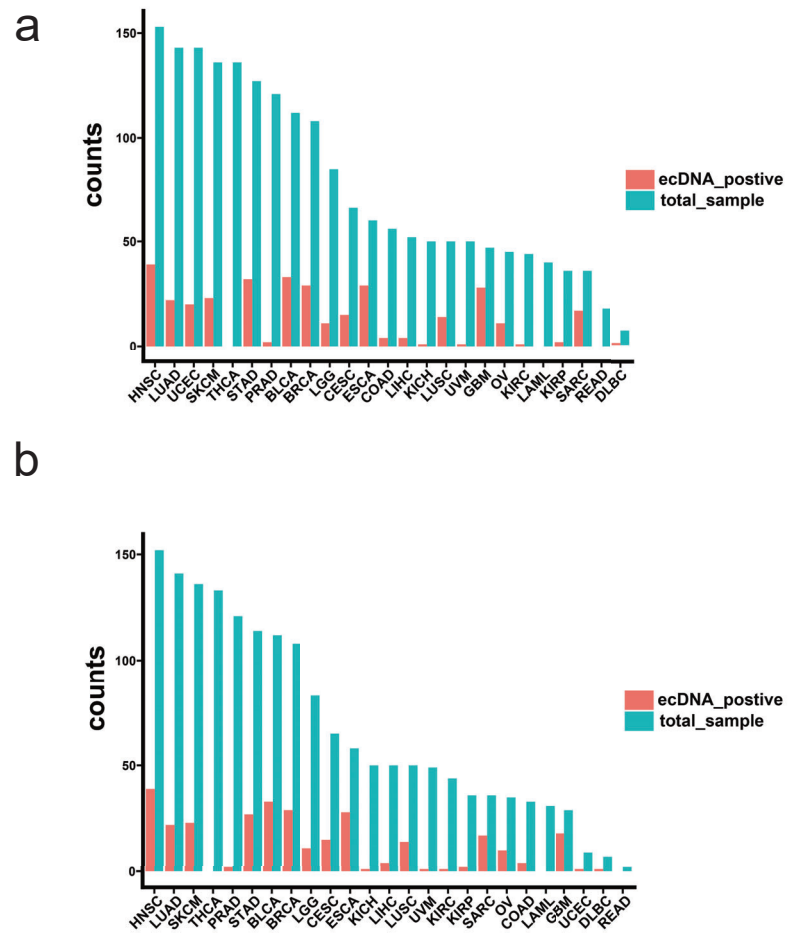 a
150
100
50
0
counts
ecDNA_postive
total_sample
HNSC
LUAD
UCEC
SKCM
THCA
STAD
PRAD
BLCA
BRCA
LGG
CESC
ESCA
COAD
LIHC
KICH
LUSC
UVM
GBM
OV
KIRC
LAML
KIRP
SARC
READ
DLBC
b
150
100
50
0
counts
ecDNA_postive
total_sample
HNSC
LUAD
SKCM
THCA
PRAD
STAD
BLCA
BRCA
LGG
CESC
ESCA
KICH
LIHC
LUSC
UVM
KIRC
KIRP
SARC
OV
COAD
LAML
GBM
UCEC
DLBC
READ